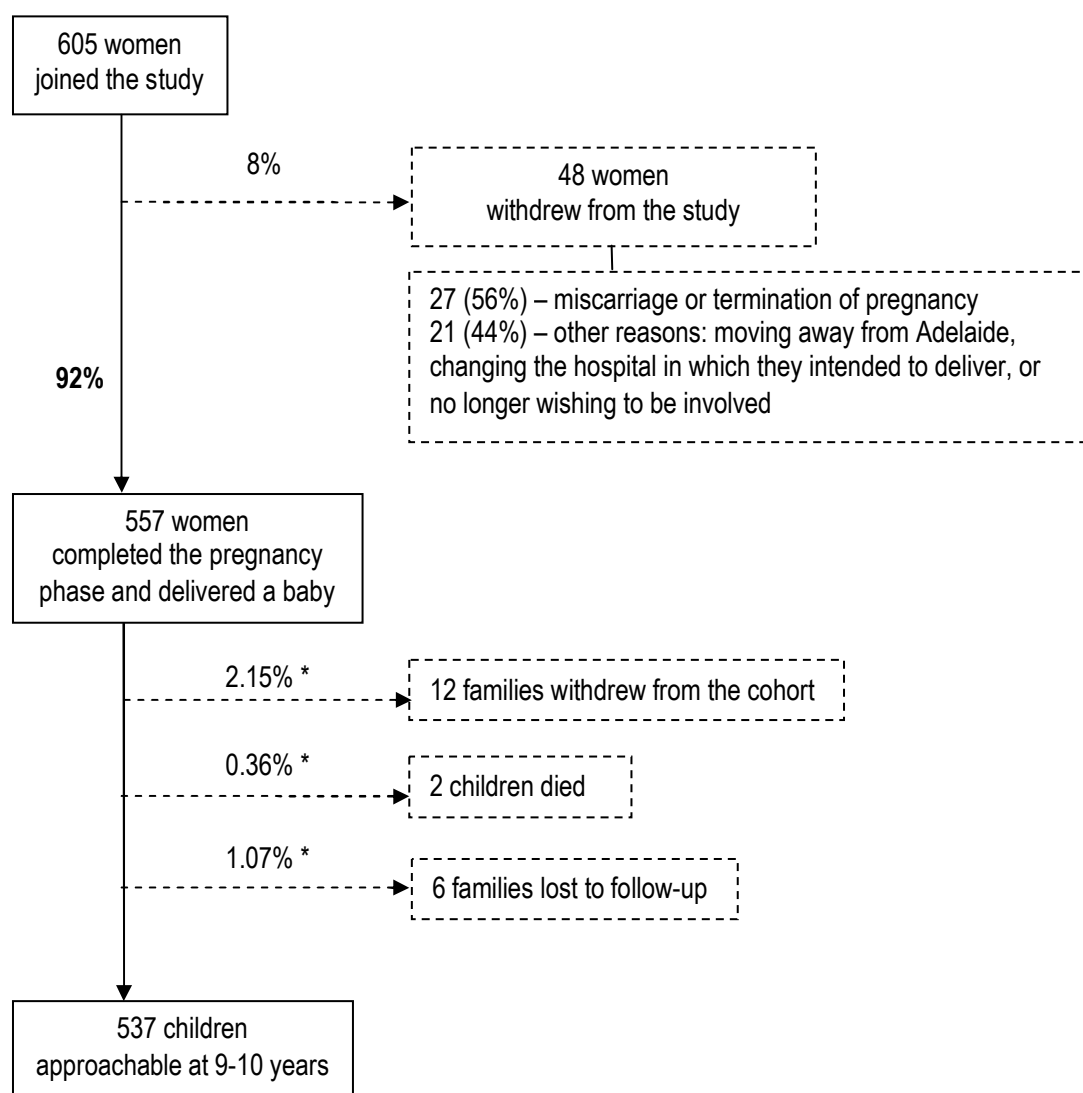 605 women
joined the study
8%
48 women
withdrew from the study
27 (56%) – miscarriage or termination of pregnancy
21 (44%) – other reasons: moving away from Adelaide,
changing the hospital in which they intended to deliver, or
no longer wishing to be involved
92%
557 women
completed the pregnancy
phase and delivered a baby
2.15% *
12 families withdrew from the cohort
0.36% *
2 children died
1.07% *
6 families lost to follow-up
537 children
approachable at 9-10 years